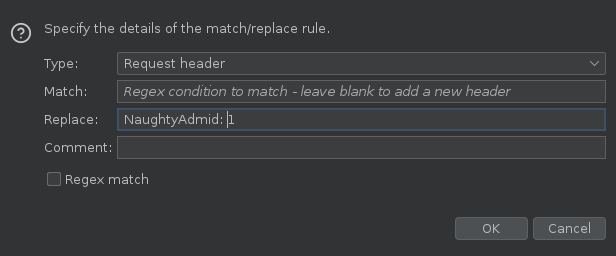 Specify the details of the match/replace rule.
Type: Request header
Match: Regex condition to match - leave blank to add a new header
Replace: NaughtyAdmid: 1
Comment:
Regex match
OK Cancel